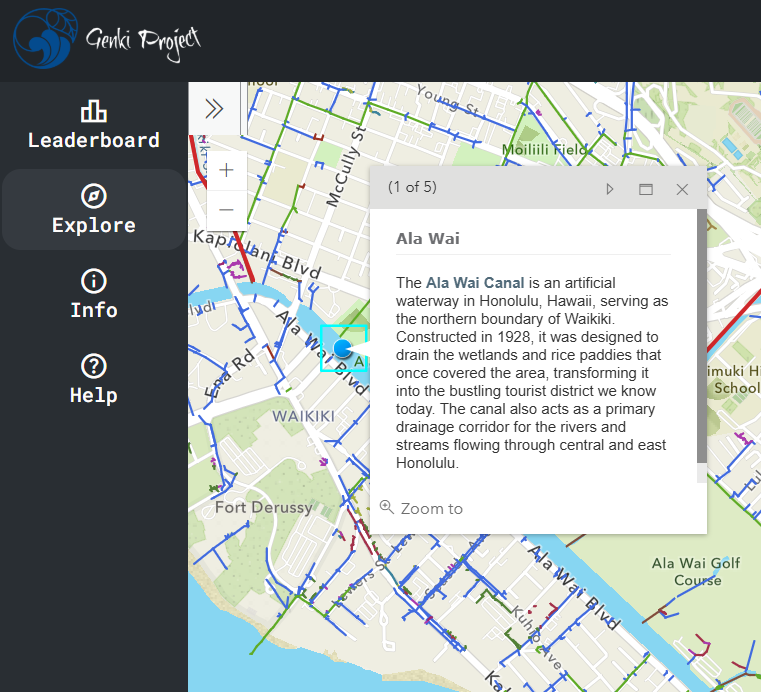 Genki Project
Leaderboard
Explore
Info
Help
Young St
McCully St
Moiliili Field
Kapiolani Blvd
(1 of 5)
Ala Wai
The Ala Wai Canal is an artificial
waterway in Honolulu, Hawaii, serving as
the northern boundary of Waikiki.
Constructed in 1928, it was designed to
drain the wetlands and rice paddies that
once covered the area, transforming it
into the bustling tourist district we know
today. The canal also acts as a primary
drainage corridor for the rivers and
streams flowing through central and east
Honolulu.
Zoom to
Ala Wai Blvd
Ena Rd
WAIKIKI
Fort Derussy
School
Ala Wai Blvd
Ala Wai Golf
Course
Kuhio Ave